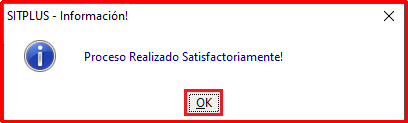 SITPLUS - Información!
Proceso Realizado Satisfactoriamente!
OK